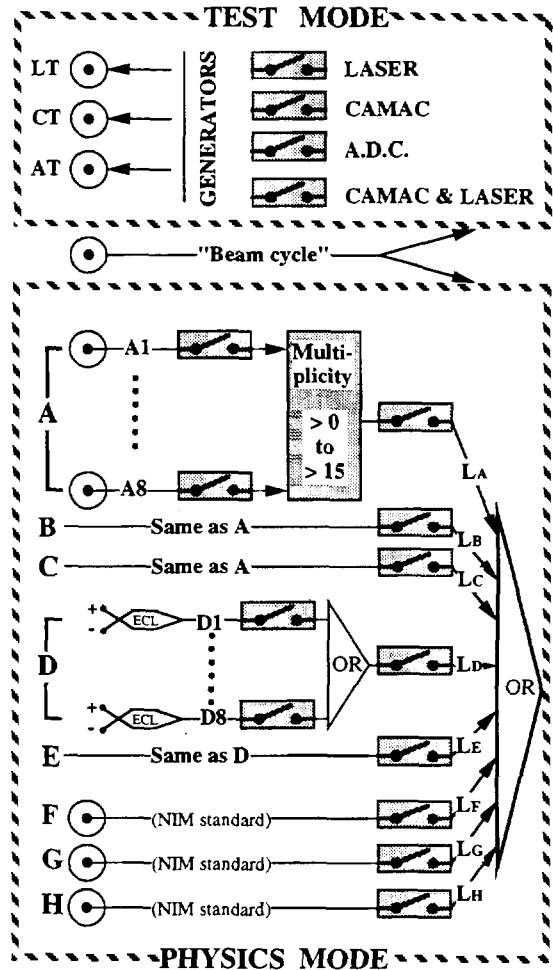 TEST MODE
LT
CT
AT
GENERATORS
LASER
CAMAC
A.D.C.
CAMAC & LASER
"Beam cycle"
A
A1
A8
Multi-
plicity
> 0
to
> 15
LA
B
Same as A
LB
C
Same as A
LC
D
+
-
ECL
D1
+
-
ECL
D8
OR
LD
OR
E
Same as D
LE
F
(NIM standard)
LF
G
(NIM standard)
LG
H
(NIM standard)
LH
PHYSICS MODE